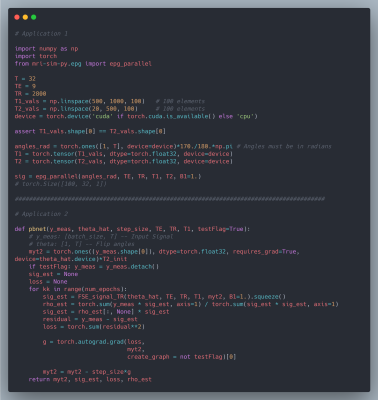 # Application 1
import numpy as np
import torch
from mri-sim-py.epg import epg_parallel
T = 32
TE = 9
TR = 2800
T1_vals = np.linspace(500, 1800, 100)   # 100 elements
T2_vals = np.linspace(20, 500, 100)   # 100 elements
device = torch.device('cuda' if torch.cuda.is_available() else 'cpu')
assert T1_vals.shape[0] == T2_vals.shape[0]
angles_rad = torch.ones([1, T], device=device)*170./180.*np.pi # Angles must be in radians
T1 = torch.tensor(T1_vals, dtype=torch.float32, device=device)
T2 = torch.tensor(T2_vals, dtype=torch.float32, device=device)
sig = epg_parallel(angles_rad, TE, TR, T1, T2, B1=1.)
# torch.Size([100, 32, 1])
# Application 2
def pbnet(y_meas, theta_hat, step_size, TE, TR, T1, testFlag=True):
# y_meas: [batch_size, T] -- Input Signal
# theta: [1, T] -- Flip angles
myt2 = torch.ones((y_meas.shape[0]), dtype=torch.float32, requires_grad=True,
device=theta_hat.device)*T2_init
if testFlag: y_meas = y_meas.detach()
sig_est = None
loss = None
for kk in range(num_epochs):
sig_est = FSE_signal_TR(theta_hat, TE, TR, T1, myt2, B1=1.).squeeze()
rho_est = torch.sum(y_meas * sig_est, axis=1) / torch.sum(sig_est * sig_est, axis=1)
sig_est = rho_est[:, None] * sig_est
residual = y_meas - sig_est
loss = torch.sum(residual**2)
g = torch.autograd.grad(loss,
myt2,
create_graph = not testFlag)[0]
myt2 = myt2 - step_size*g
return myt2, sig_est, loss, rho_est